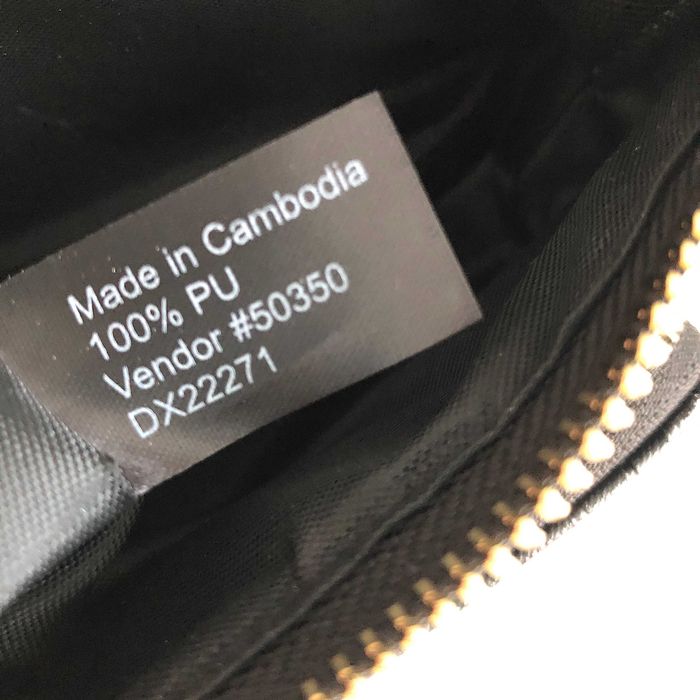 Made in Cambodia
100% PU
Vendor #50350
DX22271